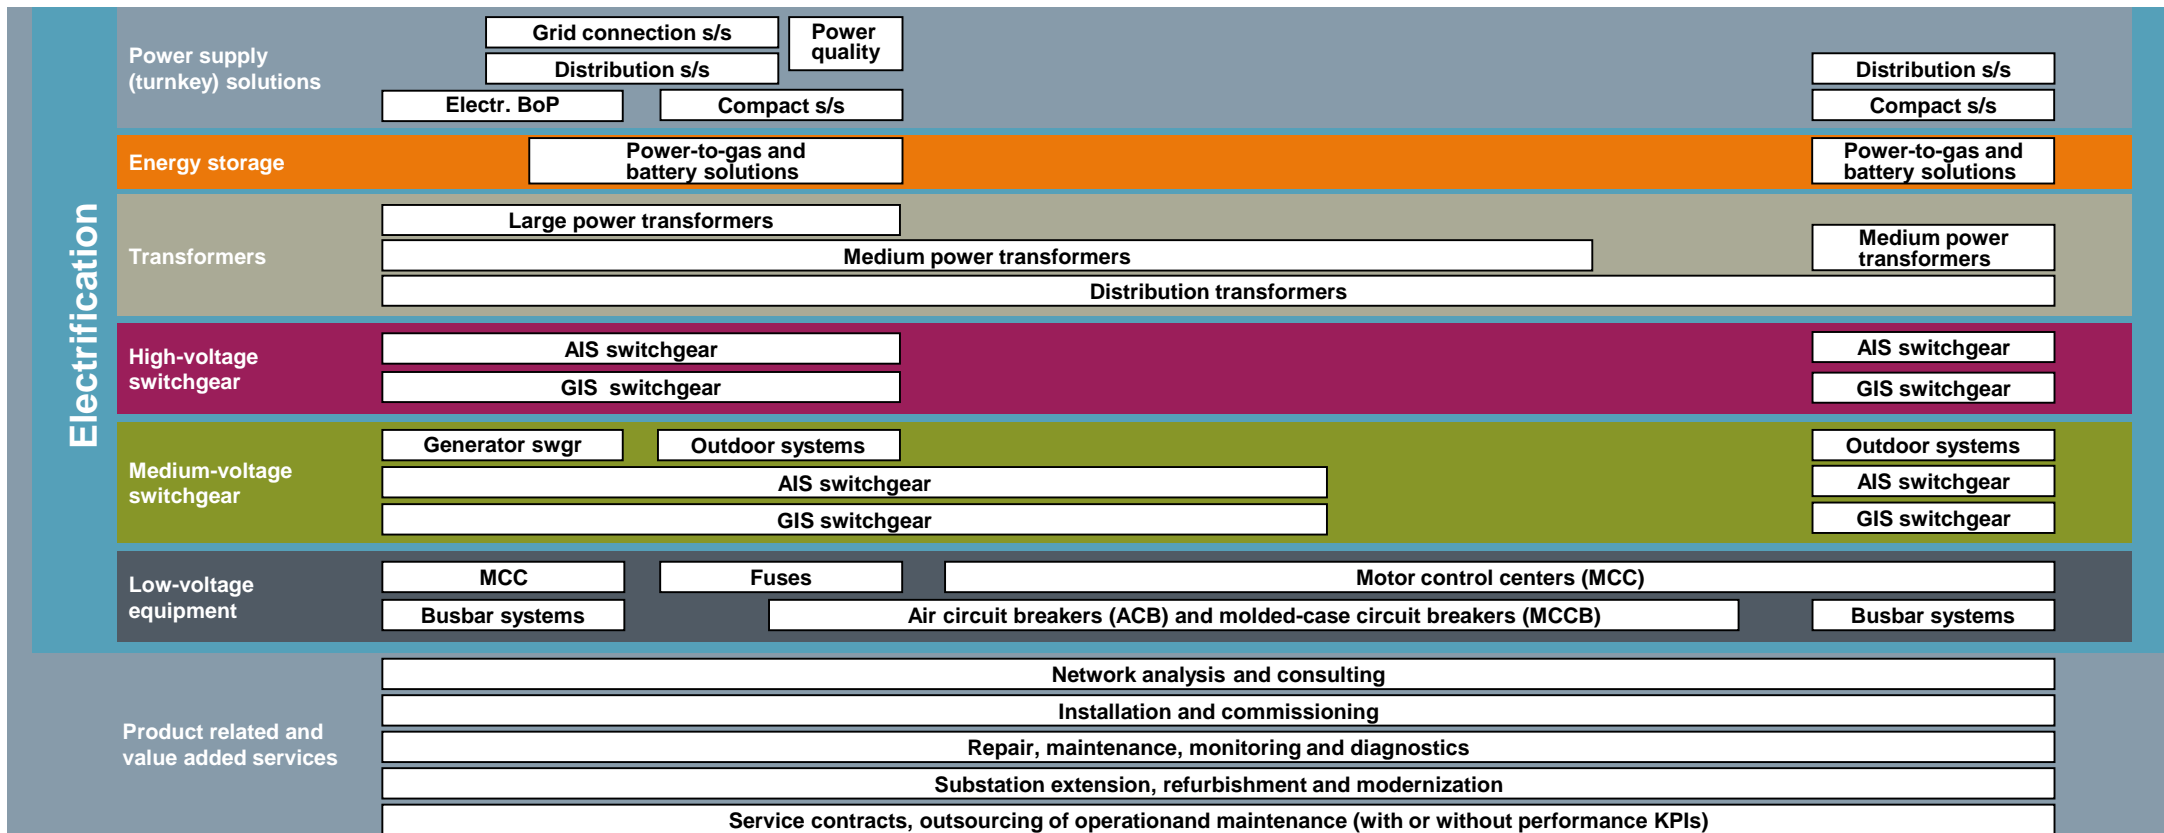 Electrification
Power supply
(turnkey) solutions
Grid connection s/s
Power
quality
Distribution s/s
Distribution s/s
Electr. BoP
Compact s/s
Compact s/s
Energy storage
Power-to-gas and
battery solutions
Power-to-gas and
battery solutions
Transformers
Large power transformers
Medium power transformers
Medium power
transformers
Distribution transformers
High-voltage
switchgear
AIS switchgear
AIS switchgear
GIS switchgear
GIS switchgear
Medium-voltage
switchgear
Generator swgr
Outdoor systems
Outdoor systems
AIS switchgear
AIS switchgear
GIS switchgear
GIS switchgear
Low-voltage
equipment
MCC
Fuses
Motor control centers (MCC)
Busbar systems
Air circuit breakers (ACB) and molded-case circuit breakers (MCCB)
Busbar systems
Product related and
value added services
Network analysis and consulting
Installation and commissioning
Repair, maintenance, monitoring and diagnostics
Substation extension, refurbishment and modernization
Service contracts, outsourcing of operationand maintenance (with or without performance KPIs)